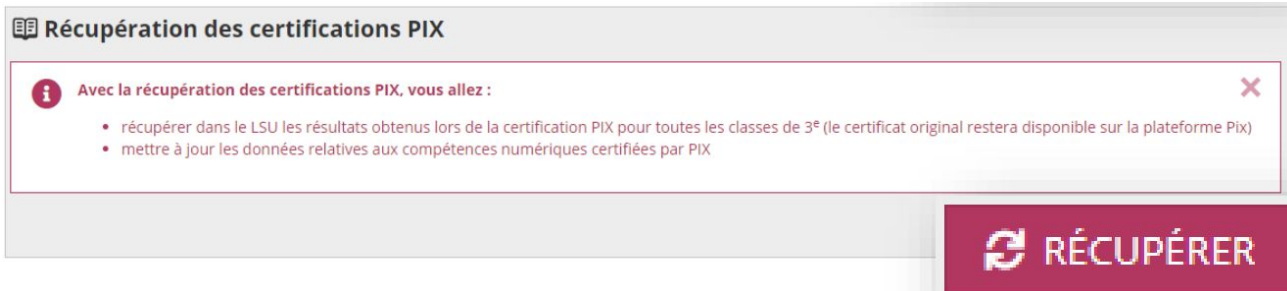 Récupération des certifications PIX
Avec la récupération des certifications PIX, vous allez :
• récupérer dans le LSU les résultats obtenus lors de la certification PIX pour toutes les classes de 3e (le certificat original restera disponible sur la plateforme Pix)
• mettre à jour les données relatives aux compétences numériques certifiées par PIX
RÉCUPÉRER